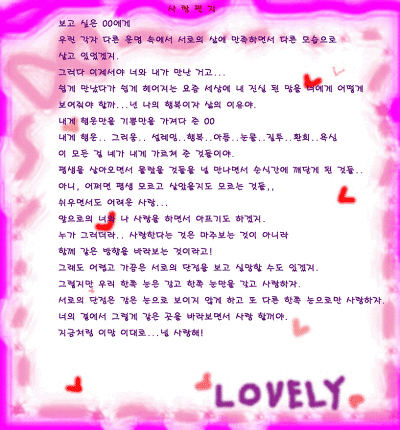 사 랑 편 지
보고 싶은 OO에게
우린 각자 다른 운명 속에서 서로의 삶에 만족하면서 다른 모습으로
살고 있었겠지.
그러다 이제서야 너와 내가 만난 거고...
쉽게 만났다가 쉽게 헤어지는 요즘 세상에 내 진실 된 맘을 너에게 어떻게
보여줘야 할까...넌 나의 행복이자 삶의 이유야.
내게 행운만을 기쁨만을 가져다 준 OO
내게 행운.. 그리움.. 설레임..행복..아픔..눈물..질투..환희..욕심
이 모든 걸 네가 내게 가르쳐 준 것들이야.
평생을 살아오면서 몰랐을 것들을 널 만나면서 순식간에 깨닫게 된 것들..
아니, 어쩌면 평생 모르고 살았을지도 모르는 것들,,
쉬우면서도 어려운 사랑...
앞으로의 너와 나 사랑을 하면서 아프기도 하겠지.
누가 그러더라.. 사랑한다는 것은 마주보는 것이 아니라
함께 같은 방향을 바라보는 것이라고!
그래도 어렵고 가끔은 서로의 단점을 보고 실망할 수도 있겠지.
그렇지만 우리 한쪽 눈은 감고 한쪽 눈만을 갖고 사랑하자.
서로의 단점은 감은 눈으로 보이지 않게 하고 또 다른 한쪽 눈으로만 사랑하자.
너의 곁에서 그렇게 같은 곳을 바라보면서 사랑 할꺼야.
지금처럼 이맘 이대로...널 사랑해!
LOVELY